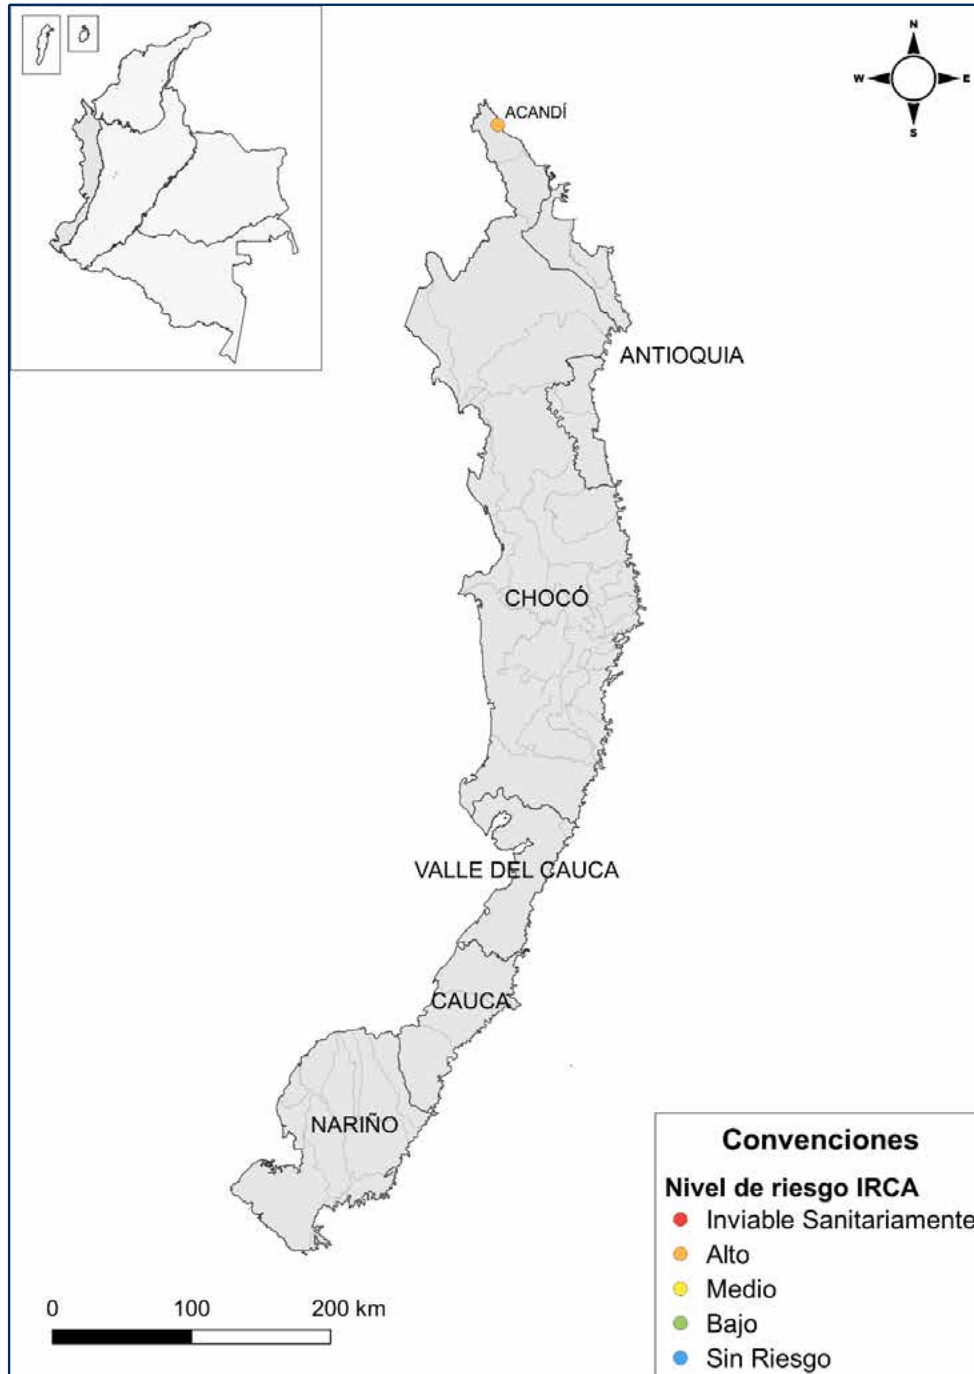 N
W E
S
ACANDÍ
ANTIOQUIA
CHOCÓ
VALLE DEL CAUCA
CAUCA
NARIÑO
0 100 200 km
Convenciones
Nivel de riesgo IRCA
Inviable Sanitariamente
Alto
Medio
Bajo
Sin Riesgo